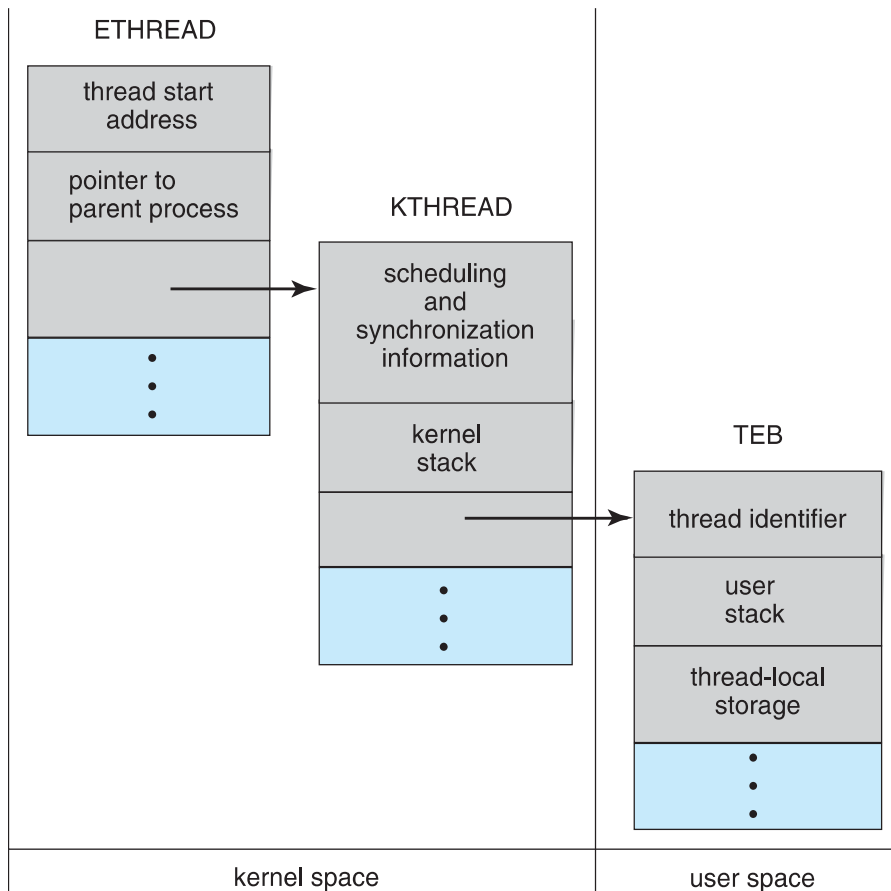 ETHREAD
thread start
address
pointer to
parent process
KTHREAD
scheduling
and
synchronization
information
kernel
stack
TEB
thread identifier
user
stack
thread-local
storage
kernel space
user space